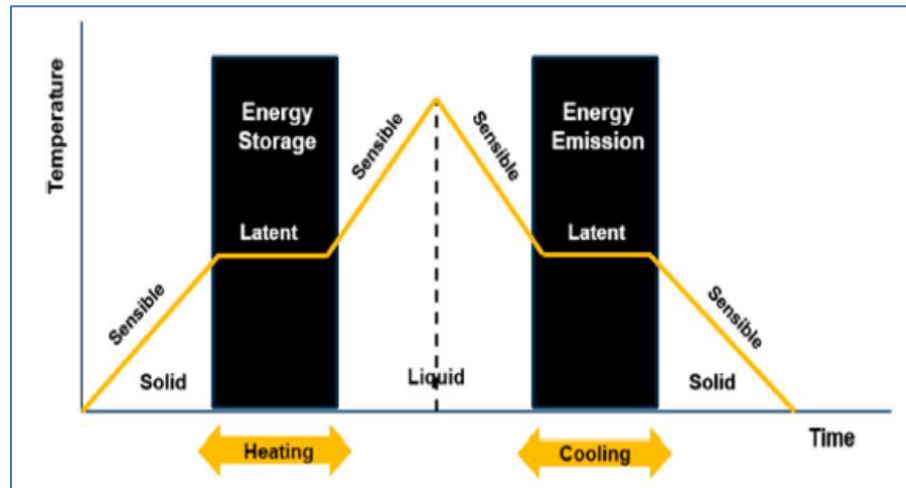 Temperature
Energy
Storage
Latent
Sensible
Solid
Sensible
Liquid
Sensible
Energy
Emission
Latent
Sensible
Solid
Time
Heating
Cooling